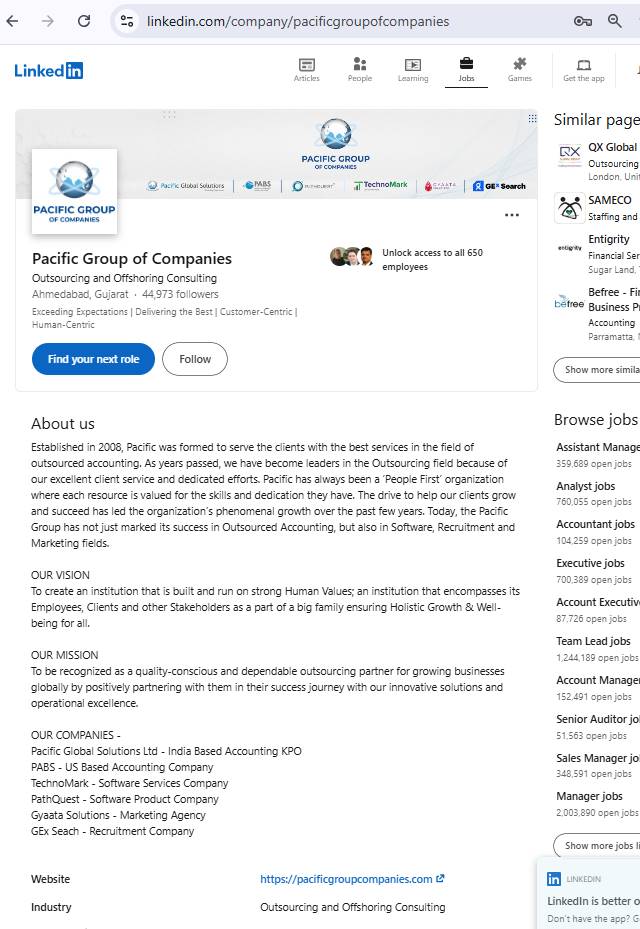 linkedin.com/company/pacificgroupofcompanies
Linked in
Articles
People
Learning
Jobs
Games
Get the app
PACIFIC GROUP
OF COMPANIES
Pacific Global Solutions
PABS
PATHQUEST
TechnoMark
GYAATA
GEx Search
PACIFIC GROUP
OF COMPANIES
Pacific Group of Companies
Outsourcing and Offshoring Consulting
Ahmedabad, Gujarat · 44,973 followers
Exceeding Expectations | Delivering the Best | Customer-Centric |
Human-Centric
Unlock access to all 650
employees
Find your next role
Follow
About us
Established in 2008, Pacific was formed to serve the clients with the best services in the field of
outsourced accounting. As years passed, we have become leaders in the Outsourcing field because of
our excellent client service and dedicated efforts. Pacific has always been a ‘People First’ organization
where each resource is valued for the skills and dedication they have. The drive to help our clients grow
and succeed has led the organization’s phenomenal growth over the past few years. Today, the Pacific
Group has not just marked its success in Outsourced Accounting, but also in Software, Recruitment and
Marketing fields.
OUR VISION
To create an institution that is built and run on strong Human Values; an institution that encompasses its
Employees, Clients and other Stakeholders as a part of a big family ensuring Holistic Growth & Well-
being for all.
OUR MISSION
To be recognized as a quality-conscious and dependable outsourcing partner for growing businesses
globally by positively partnering with them in their success journey with our innovative solutions and
operational excellence.
OUR COMPANIES -
Pacific Global Solutions Ltd - India Based Accounting KPO
PABS - US Based Accounting Company
TechnoMark - Software Services Company
PathQuest - Software Product Company
Gyaata Solutions - Marketing Agency
GEx Seach - Recruitment Company
Website
https://pacificgroupcompanies.com
Industry
Outsourcing and Offshoring Consulting
Similar page
QX Global
Outsourcing
London, Unit
SAMECO
Staffing and
entigrity
Entigrity
Financial Ser
Sugar Land,
befree
Befree - Fi
Business P
Accounting
Parramatta,
Show more simila
Browse jobs
Assistant Manage
359,689 open jobs
Analyst jobs
760,055 open jobs
Accountant jobs
104,259 open jobs
Executive jobs
700,389 open jobs
Account Executiv
87,726 open jobs
Team Lead jobs
1,244,189 open jobs
Account Manager
152,491 open jobs
Senior Auditor jo
51,563 open jobs
Sales Manager jo
348,591 open jobs
Manager jobs
2,003,890 open jobs
Show more jobs li
in LINKEDIN
LinkedIn is better o
Don't have the app? G